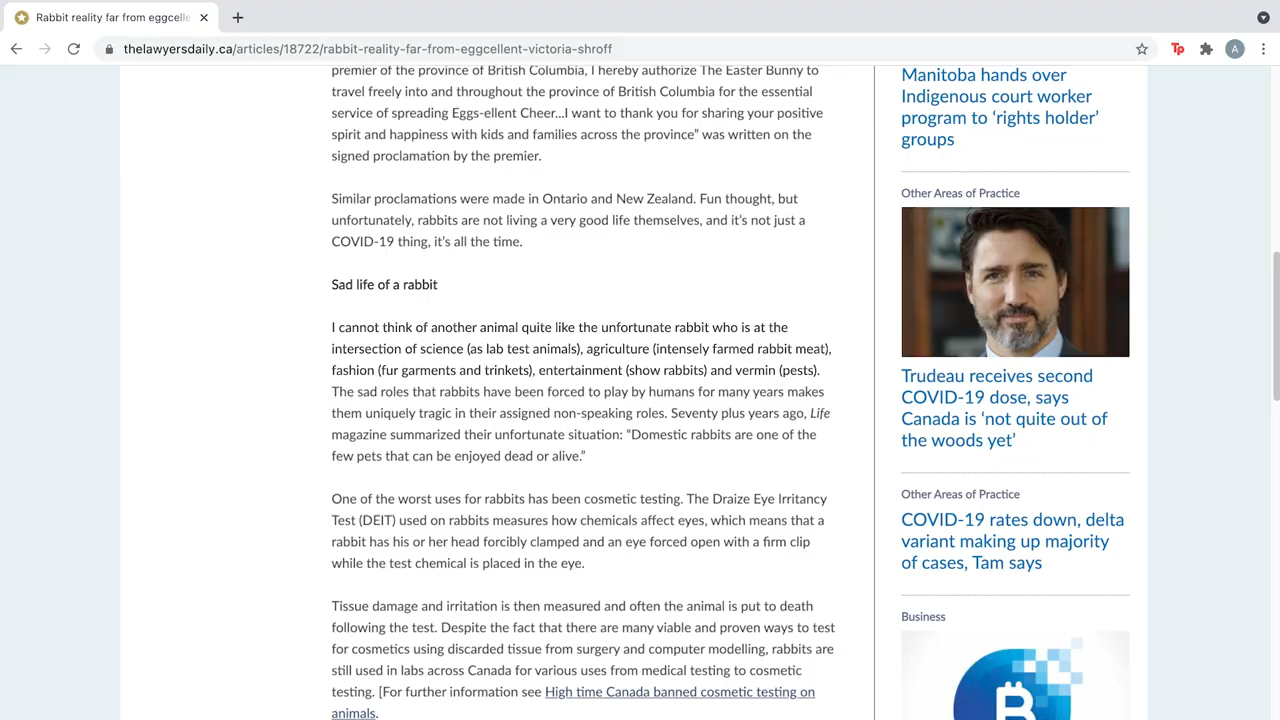 Rabbit reality far from eggcelle
thelawyersdaily.ca/articles/18722/rabbit-reality-far-from-eggcellent-victoria-shroff
Tp
A
premier of the province of British Columbia, I hereby authorize The Easter Bunny to
travel freely into and throughout the province of British Columbia for the essential
service of spreading Eggs-ellent Cheer...I want to thank you for sharing your positive
spirit and happiness with kids and families across the province” was written on the
signed proclamation by the premier.
Similar proclamations were made in Ontario and New Zealand. Fun thought, but
unfortunately, rabbits are not living a very good life themselves, and it’s not just a
COVID-19 thing, it’s all the time.
Sad life of a rabbit
I cannot think of another animal quite like the unfortunate rabbit who is at the
intersection of science (as lab test animals), agriculture (intensely farmed rabbit meat),
fashion (fur garments and trinkets), entertainment (show rabbits) and vermin (pests).
The sad roles that rabbits have been forced to play by humans for many years makes
them uniquely tragic in their assigned non-speaking roles. Seventy plus years ago, Life
magazine summarized their unfortunate situation: “Domestic rabbits are one of the
few pets that can be enjoyed dead or alive.”
One of the worst uses for rabbits has been cosmetic testing. The Draize Eye Irritancy
Test (DEIT) used on rabbits measures how chemicals affect eyes, which means that a
rabbit has his or her head forcibly clamped and an eye forced open with a firm clip
while the test chemical is placed in the eye.
Tissue damage and irritation is then measured and often the animal is put to death
following the test. Despite the fact that there are many viable and proven ways to test
for cosmetics using discarded tissue from surgery and computer modelling, rabbits are
still used in labs across Canada for various uses from medical testing to cosmetic
testing. [For further information see High time Canada banned cosmetic testing on
animals.
Manitoba hands over
Indigenous court worker
program to ‘rights holder’
groups
Other Areas of Practice
Trudeau receives second
COVID-19 dose, says
Canada is ‘not quite out of
the woods yet’
Other Areas of Practice
COVID-19 rates down, delta
variant making up majority
of cases, Tam says
Business